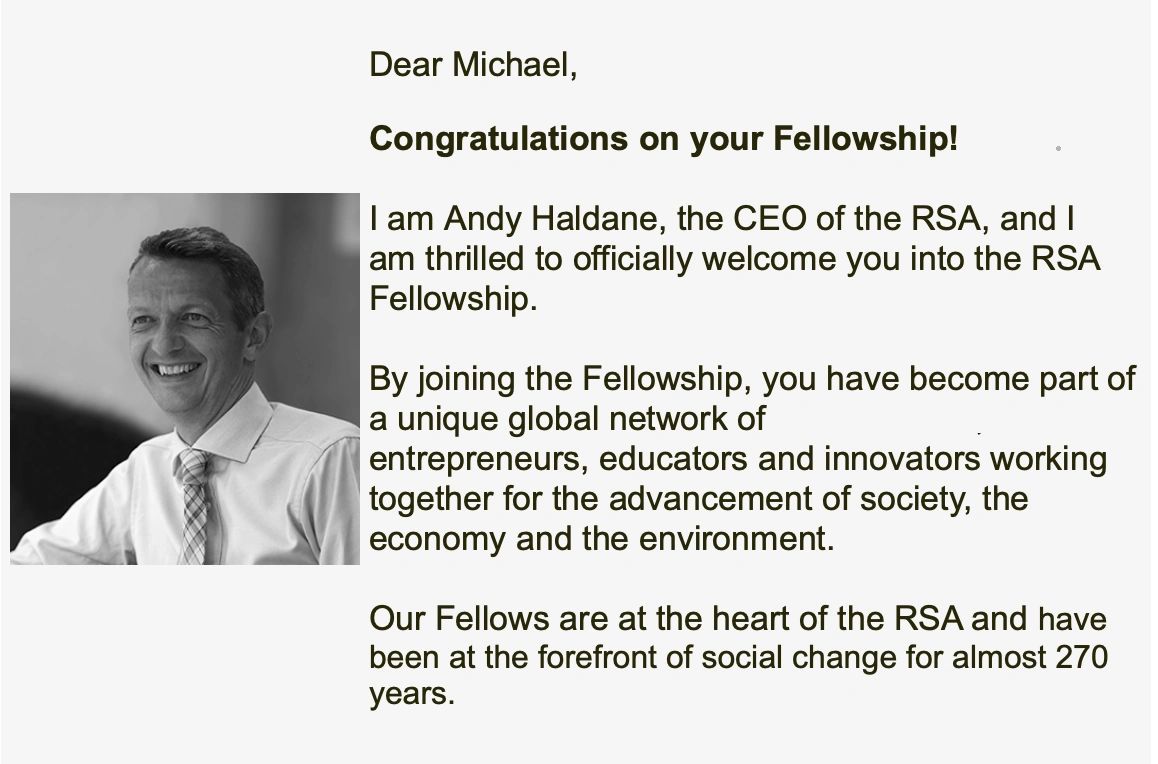 Dear Michael,
Congratulations on your Fellowship!
I am Andy Haldane, the CEO of the RSA, and I
am thrilled to officially welcome you into the RSA
Fellowship.
By joining the Fellowship, you have become part of
a unique global network of
entrepreneurs, educators and innovators working
together for the advancement of society, the
economy and the environment.
Our Fellows are at the heart of the RSA and have
been at the forefront of social change for almost 270
years.